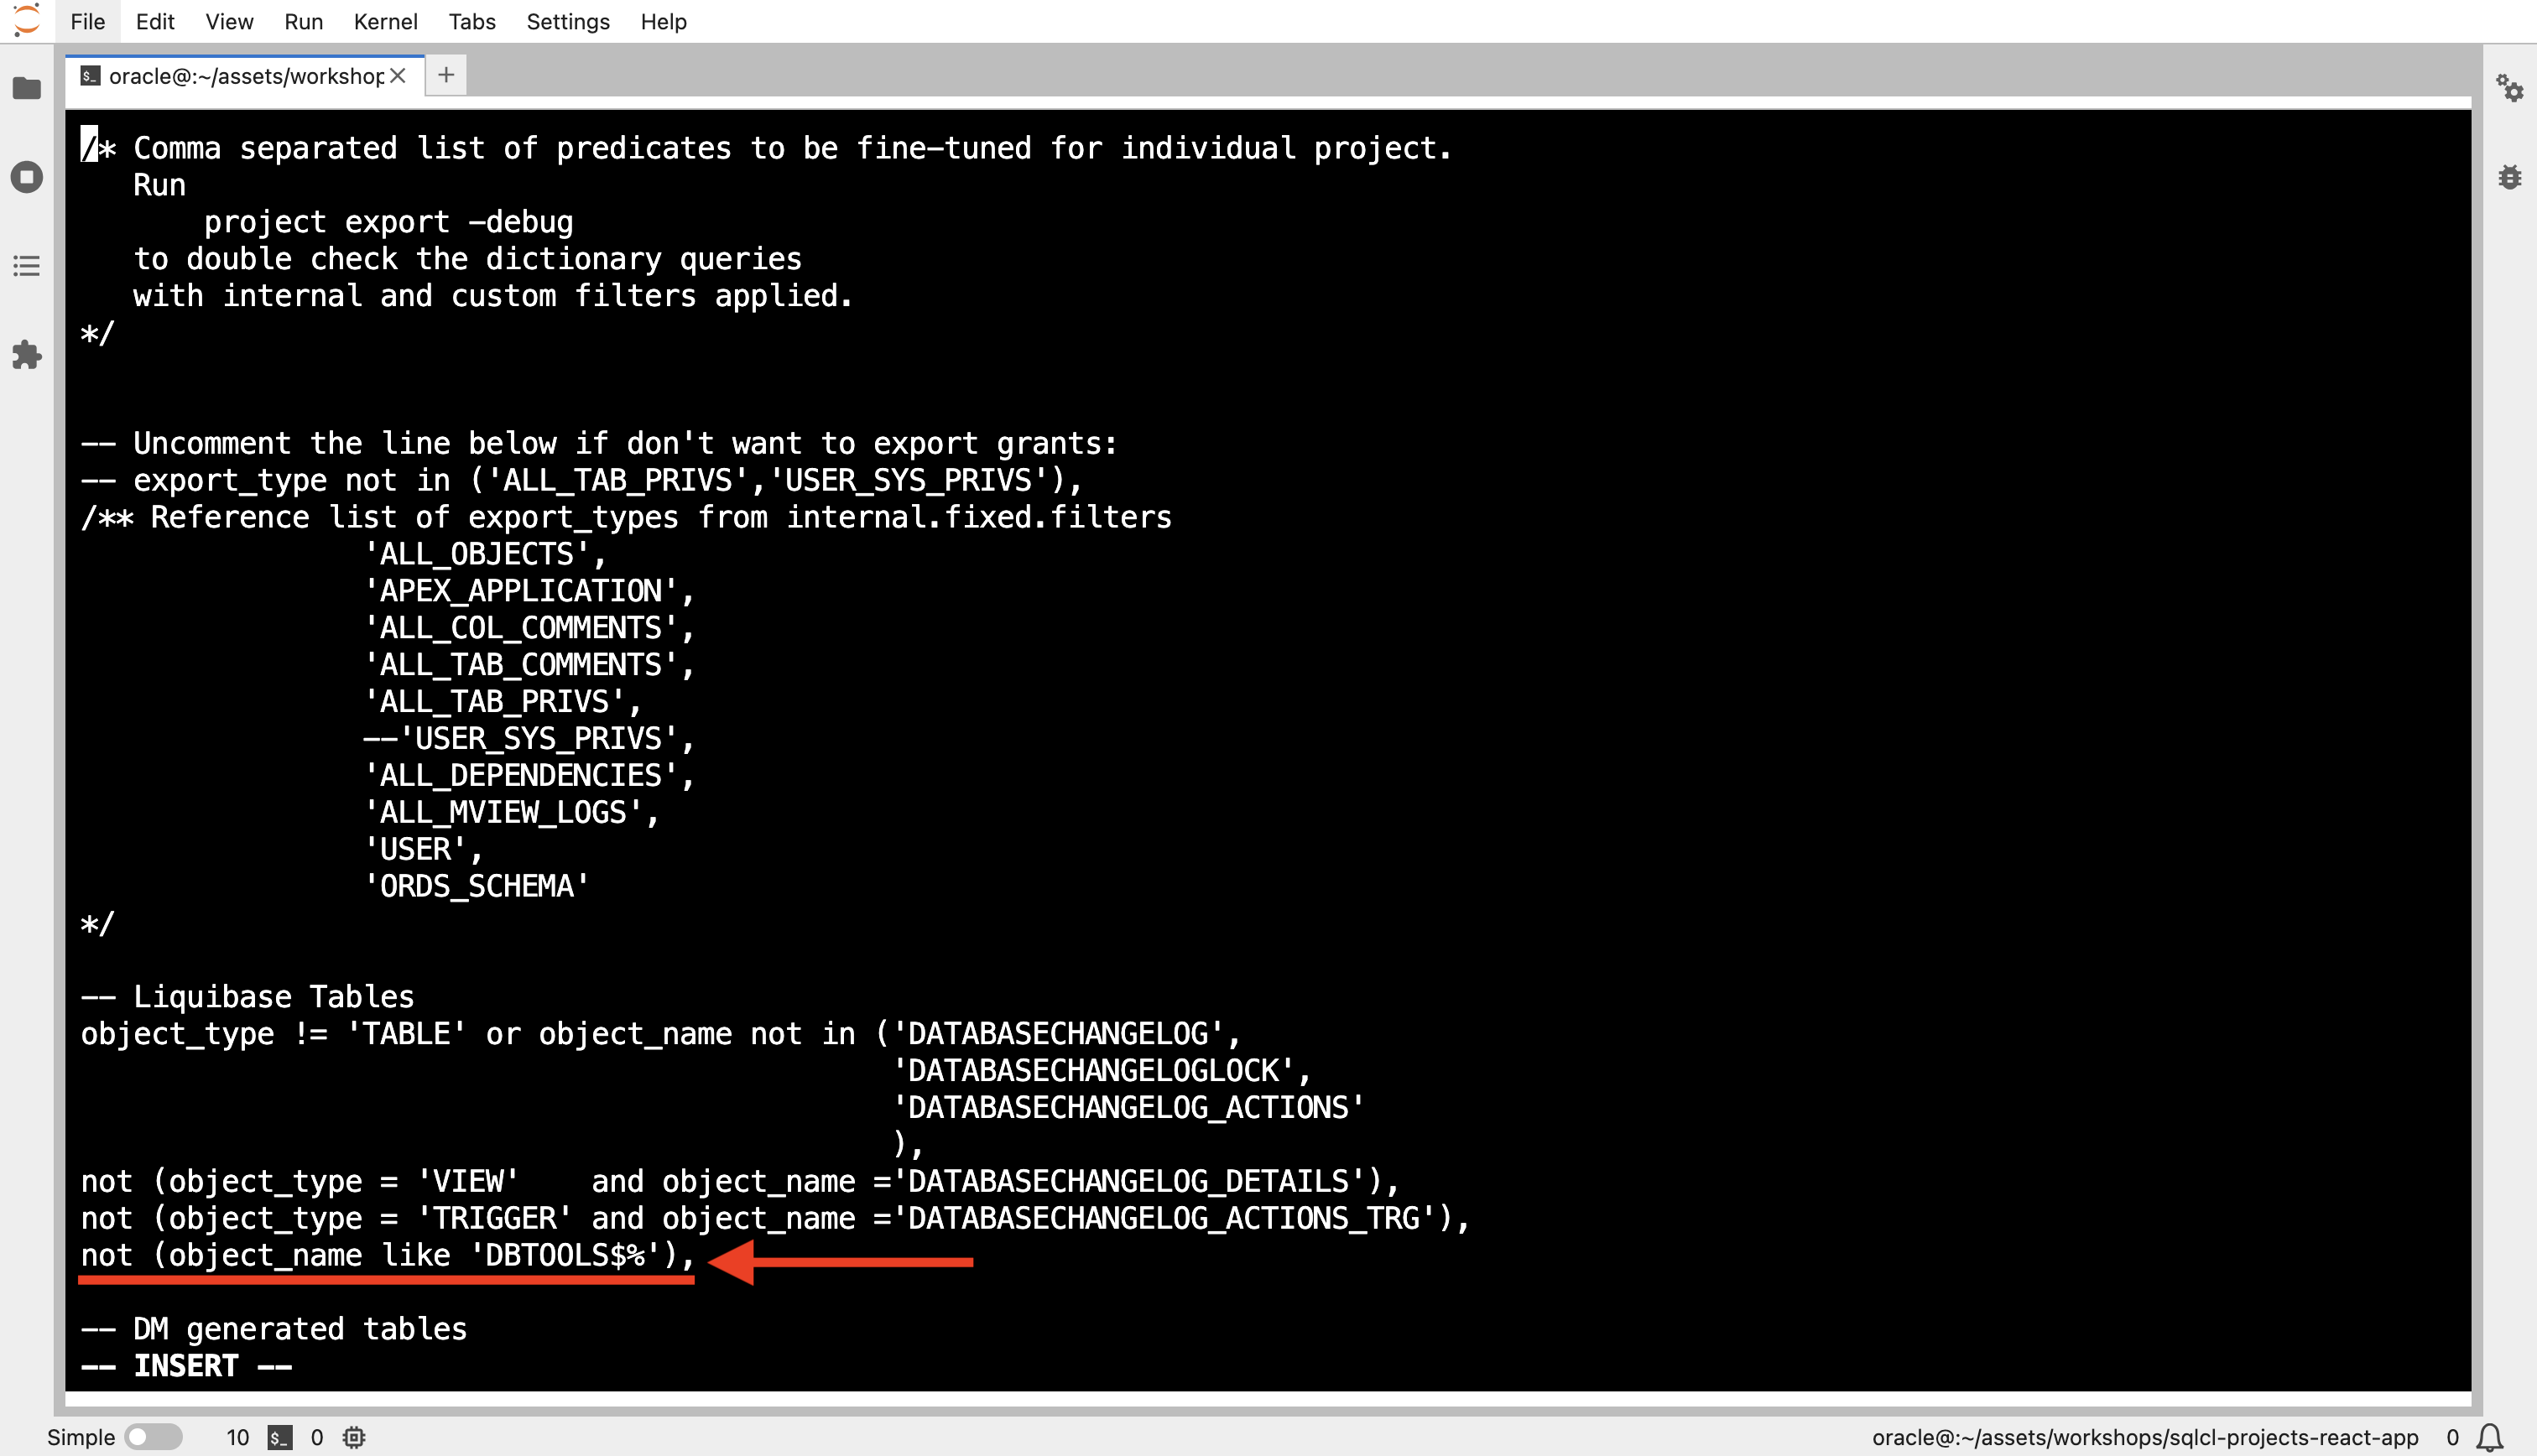 File Edit View Run Kernel Tabs Settings Help
oracle@:~/assets/workshop
/* Comma separated list of predicates to be fine-tuned for individual project.
Run
project export -debug
to double check the dictionary queries
with internal and custom filters applied.
*/
-- Uncomment the line below if don't want to export grants:
-- export_type not in ('ALL_TAB_PRIVS','USER_SYS_PRIVS'),
/** Reference list of export_types from internal.fixed.filters
'ALL_OBJECTS',
'APEX_APPLICATION',
'ALL_COL_COMMENTS',
'ALL_TAB_COMMENTS',
'ALL_TAB_PRIVS',
--'USER_SYS_PRIVS',
'ALL_DEPENDENCIES',
'ALL_MVIEW_LOGS',
'USER',
'ORDS_SCHEMA'
*/
-- Liquibase Tables
object_type != 'TABLE' or object_name not in ('DATABASECHANGELOG',
'DATABASECHANGELOGLOCK',
'DATABASECHANGELOG_ACTIONS'
),
not (object_type = 'VIEW'    and object_name ='DATABASECHANGELOG_DETAILS'),
not (object_type = 'TRIGGER' and object_name ='DATABASECHANGELOG_ACTIONS_TRG'),
not (object_name like 'DBTOOLS$%'),
-- DM generated tables
-- INSERT --
Simple 10 $_ 0 oracle@:~/assets/workshops/sqlcl-projects-react-app 0